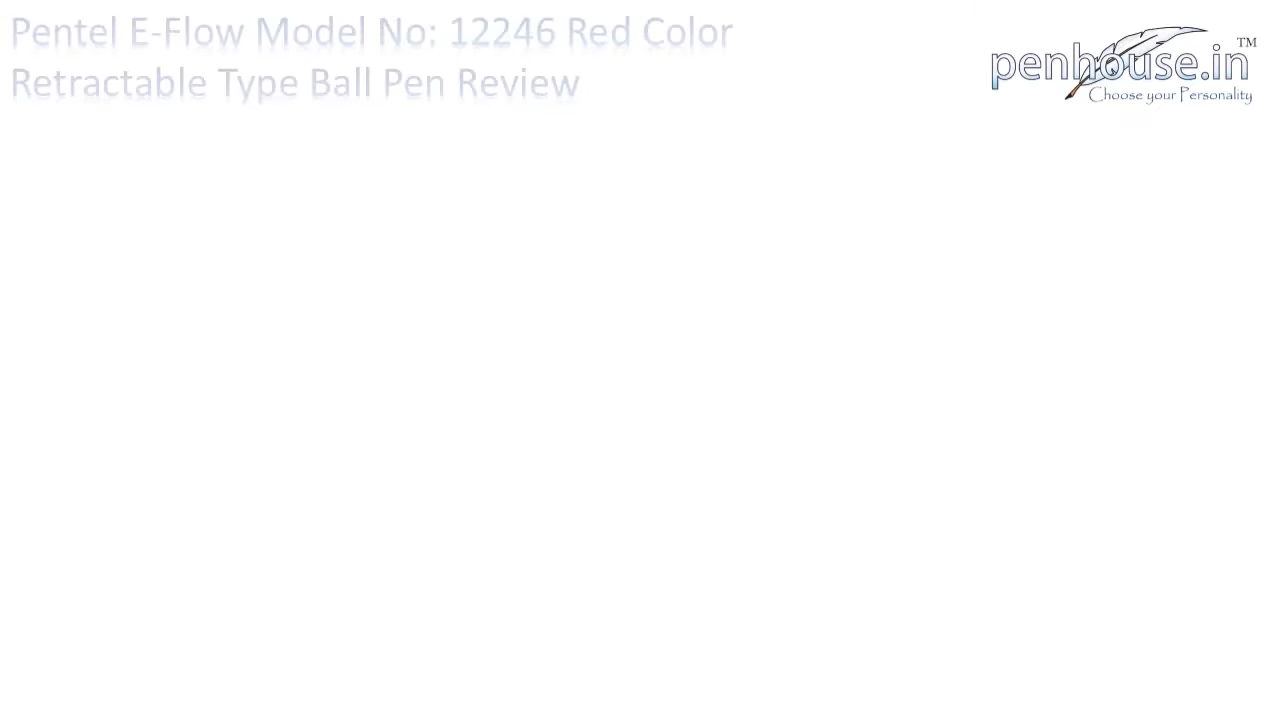 Pentel E-Flow Model No: 12246 Red Color
Retractable Type Ball Pen Review
penhouse.in™
Choose your Personality